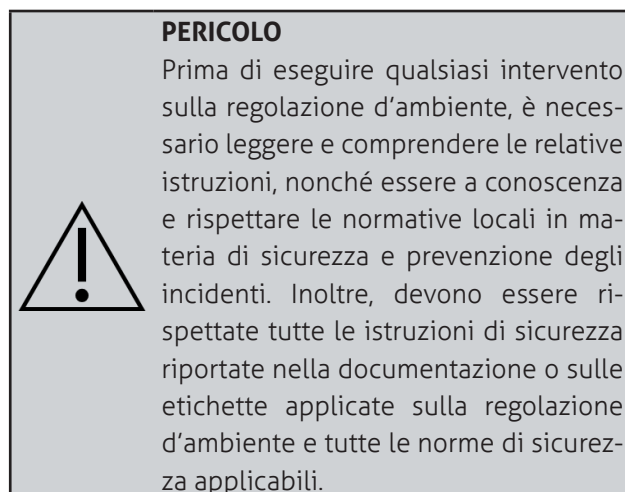 PERICOLO
Prima di eseguire qualsiasi intervento
sulla regolazione d’ambiente, è neces-
sario leggere e comprendere le relative
istruzioni, nonché essere a conoscenza
e rispettare le normative locali in ma-
teria di sicurezza e prevenzione degli
incidenti. Inoltre, devono essere ri-
spettate tutte le istruzioni di sicurezza
riportate nella documentazione o sulle
etichette applicate sulla regolazione
d’ambiente e tutte le norme di sicurez-
za applicabili.